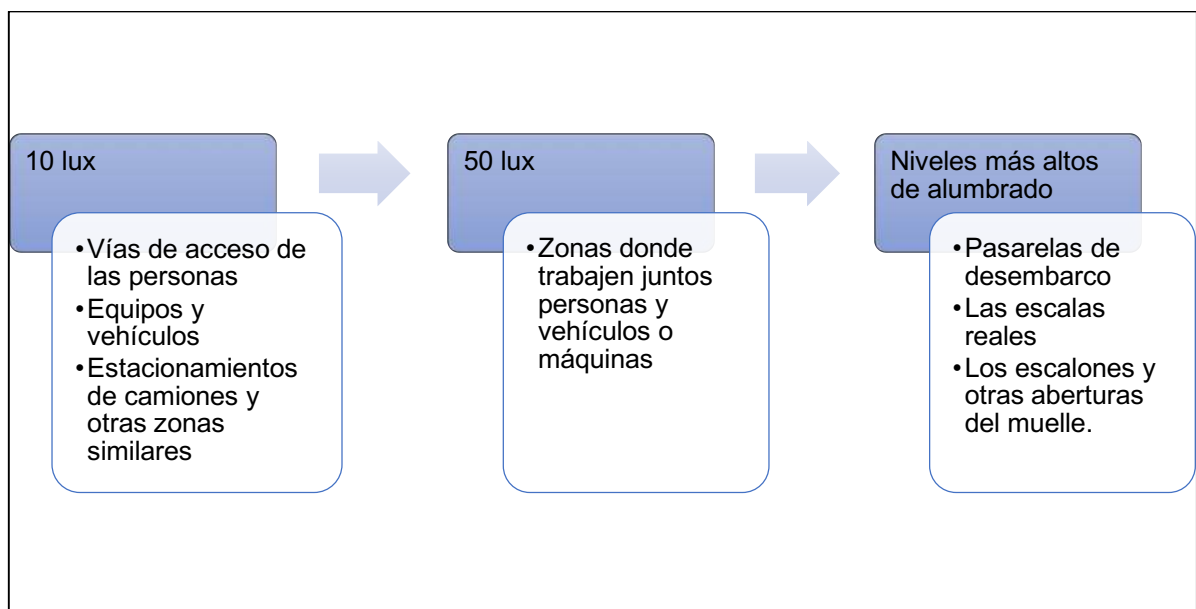 10 lux
•Vías de acceso de
las personas
•Equipos y
vehículos
•Estacionamientos
de camiones y
otras zonas
similares
50 lux
•Zonas donde
trabajen juntos
personas y
vehículos o
máquinas
Niveles más altos
de alumbrado
•Pasarelas de
desembarco
•Las escalas
reales
•Los escalones y
otras aberturas
del muelle.